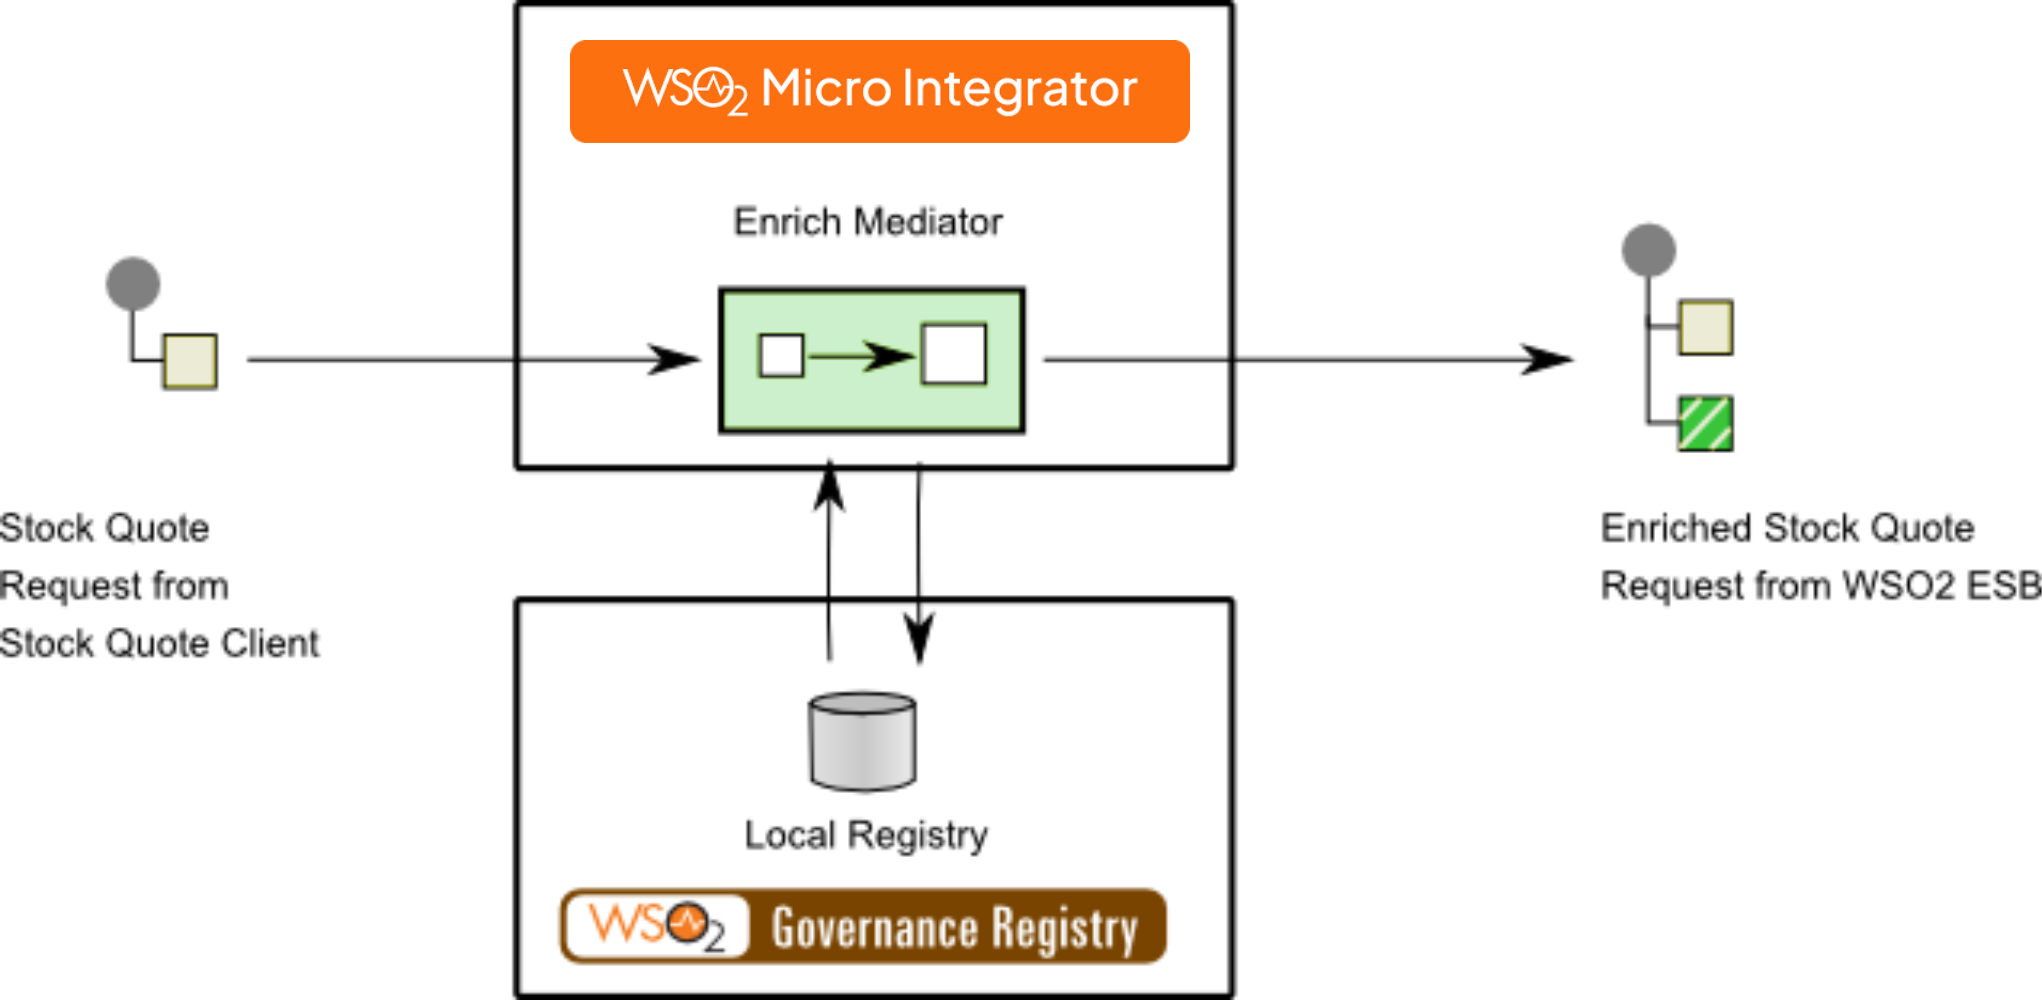 WSO2 Micro Integrator
Enrich Mediator
Stock Quote
Request from
Stock Quote Client
Enriched Stock Quote
Request from WSO2 ESB
Local Registry
WSO2 Governance Registry